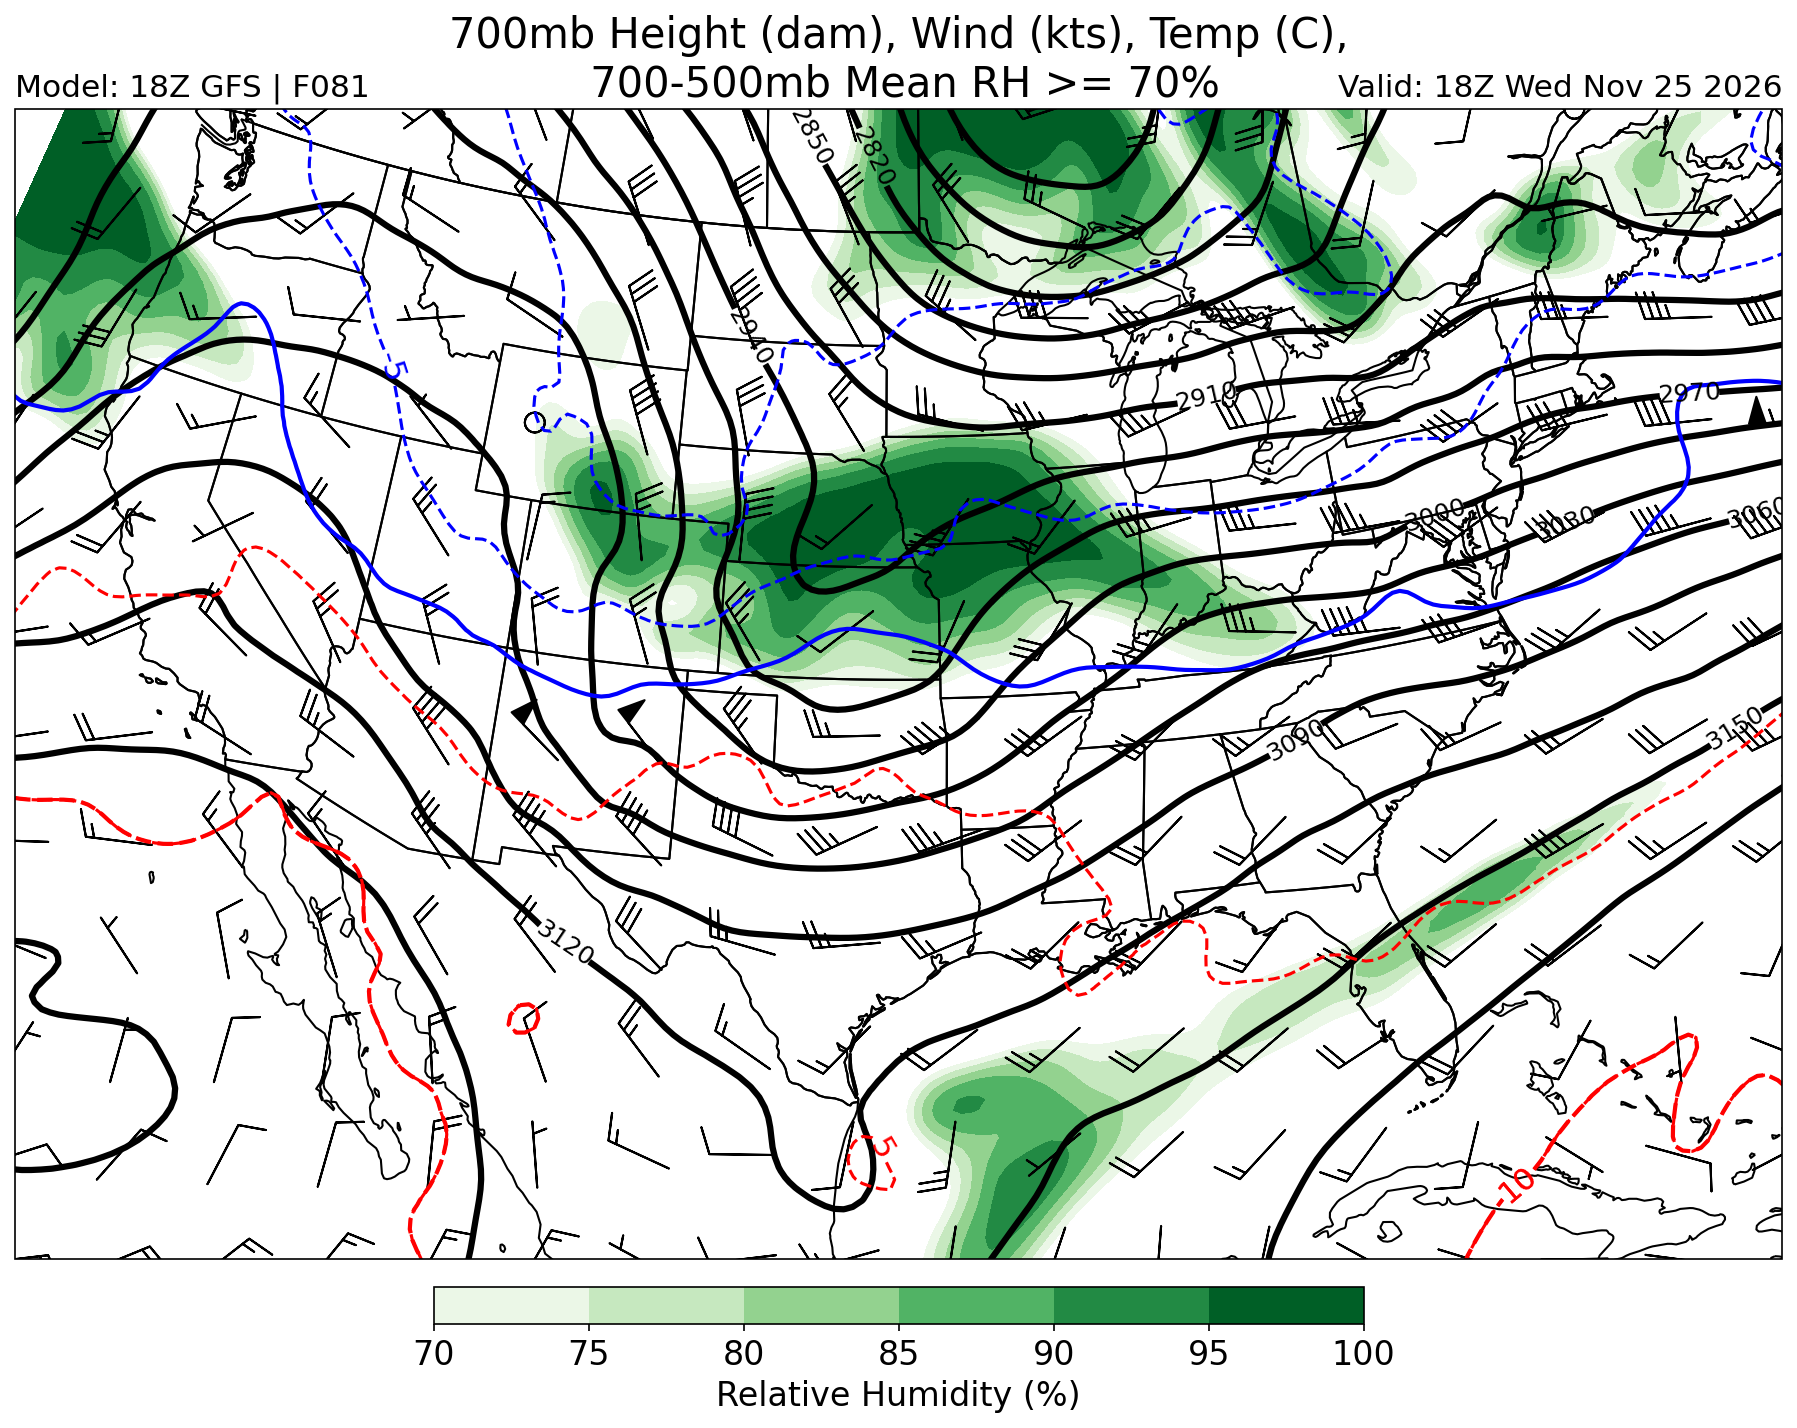 700mb Height (dam), Wind (kts), Temp (C),
700-500mb Mean RH >= 70%
Model: 18Z GFS | F081
Valid: 18Z Wed Nov 25 2026
2850
2820
2940
5
2910
2970
3000
3030
3060
3090
3150
3120
5
10
70 75 80 85 90 95 100
Relative Humidity (%)